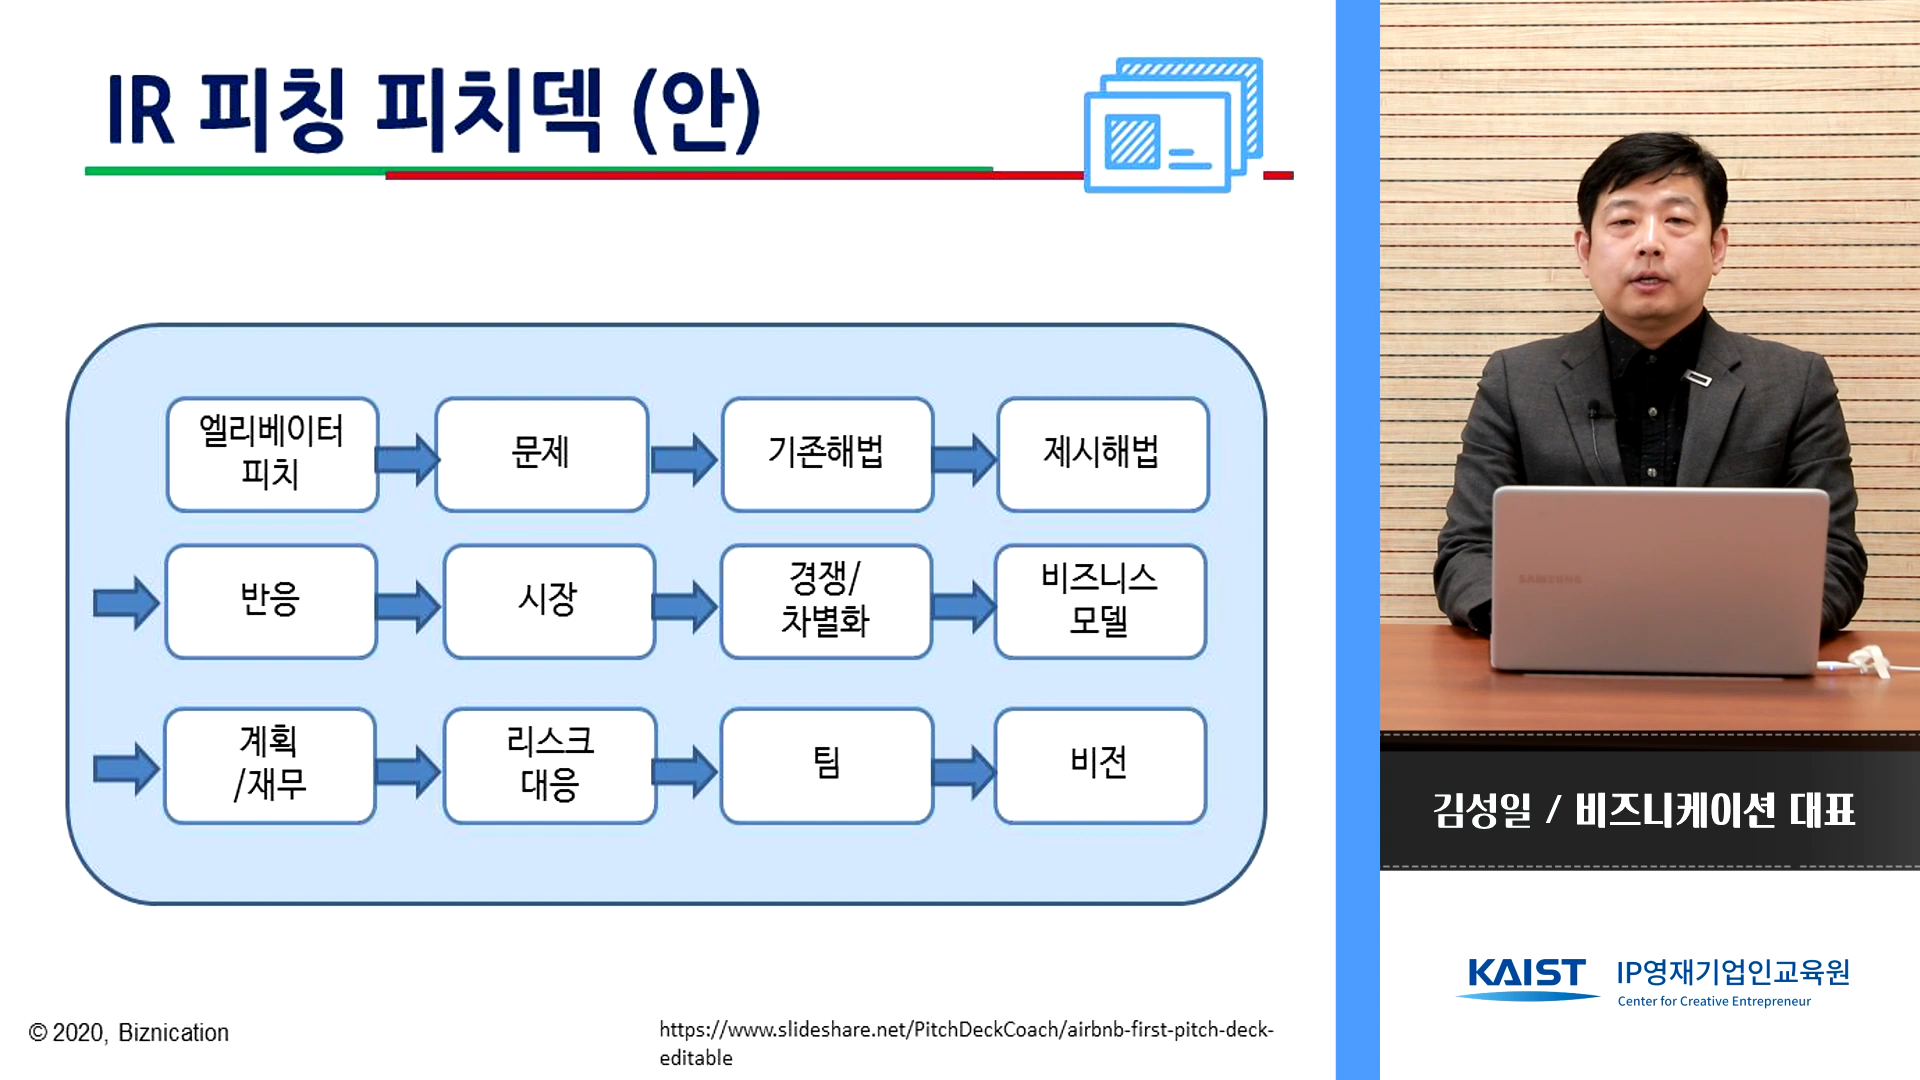 IR 피칭 피치덱 (안)
엘리베이터
피치
문제
기존해법
제시해법
반응
시장
경쟁/
차별화
비즈니스
모델
계획
/재무
리스크
대응
팀
비전
© 2020, Biznication
https://www.slideshare.net/PitchDeckCoach/airbnb-first-pitch-deck-
editable
SAMSUNG
김성일 / 비즈니케이션 대표
KAIST IP영재기업인교육원
Center for Creative Entrepreneur